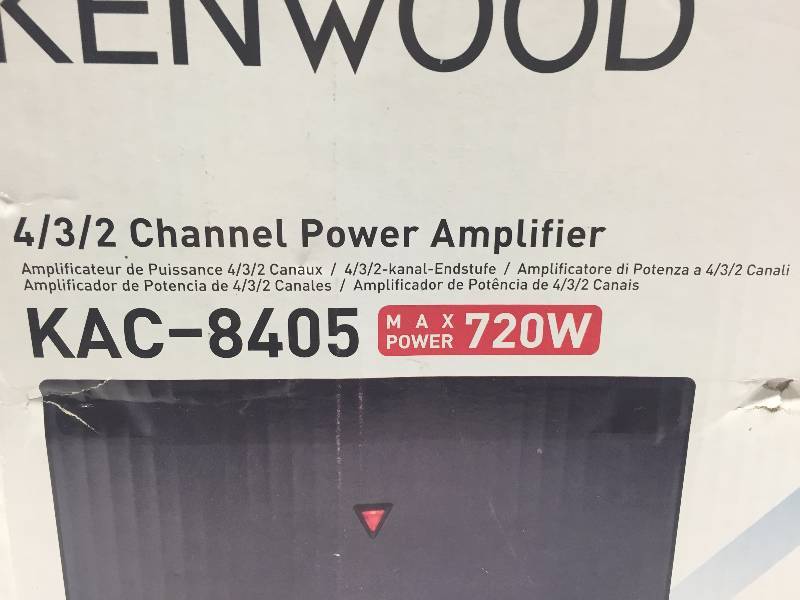 KENWOOD
4/3/2 Channel Power Amplifier
Amplificateur de Puissance 4/3/2 Canaux / 4/3/2-kanal-Endstufe / Amplificatore di Potenza a 4/3/2 Canali
Amplificador de Potencia de 4/3/2 Canales / Amplificador de Potência de 4/3/2 Canais
KAC-8405 MAX POWER 720W